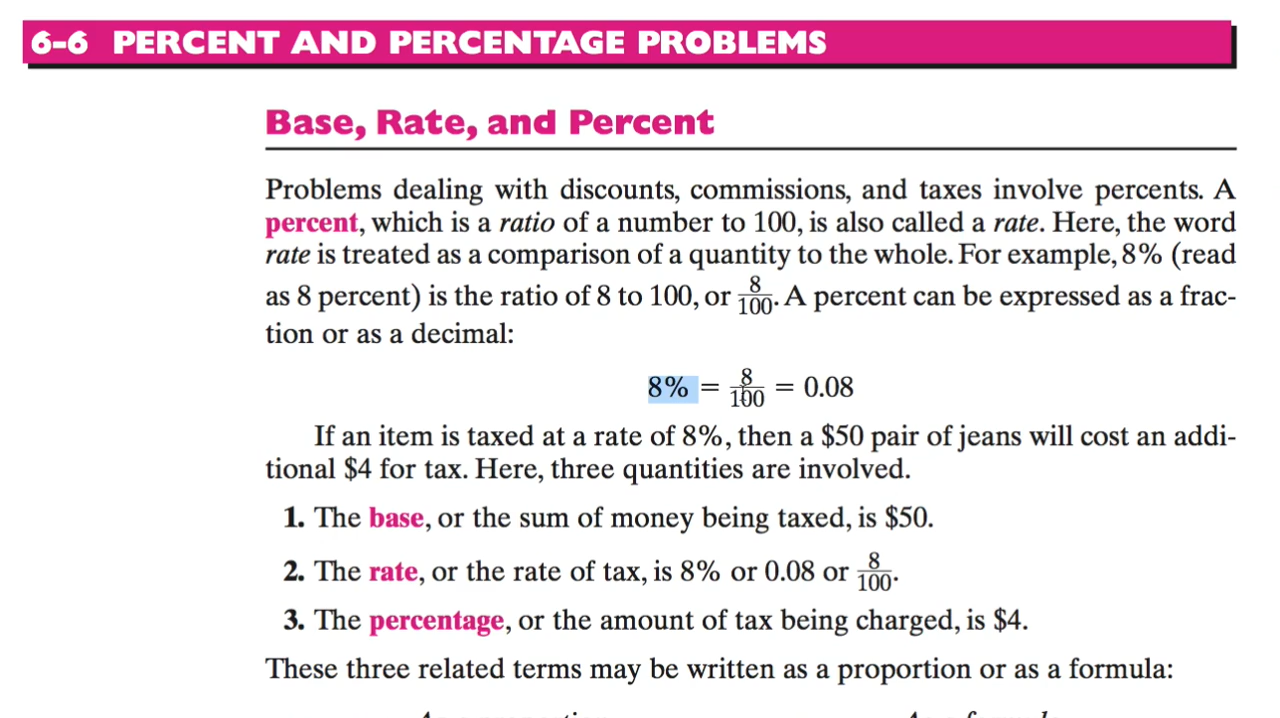 6–6 PERCENT AND PERCENTAGE PROBLEMS
Base, Rate, and Percent
Problems dealing with discounts, commissions, and taxes involve percents. A
percent, which is a ratio of a number to 100, is also called a rate. Here, the word
rate is treated as a comparison of a quantity to the whole. For example, 8% (read
as 8 percent) is the ratio of 8 to 100, or 8/100. A percent can be expressed as a frac-
tion or as a decimal:
8% = 8/100 = 0.08
If an item is taxed at a rate of 8%, then a $50 pair of jeans will cost an addi-
tional $4 for tax. Here, three quantities are involved.
1. The base, or the sum of money being taxed, is $50.
2. The rate, or the rate of tax, is 8% or 0.08 or 8/100.
3. The percentage, or the amount of tax being charged, is $4.
These three related terms may be written as a proportion or as a formula: